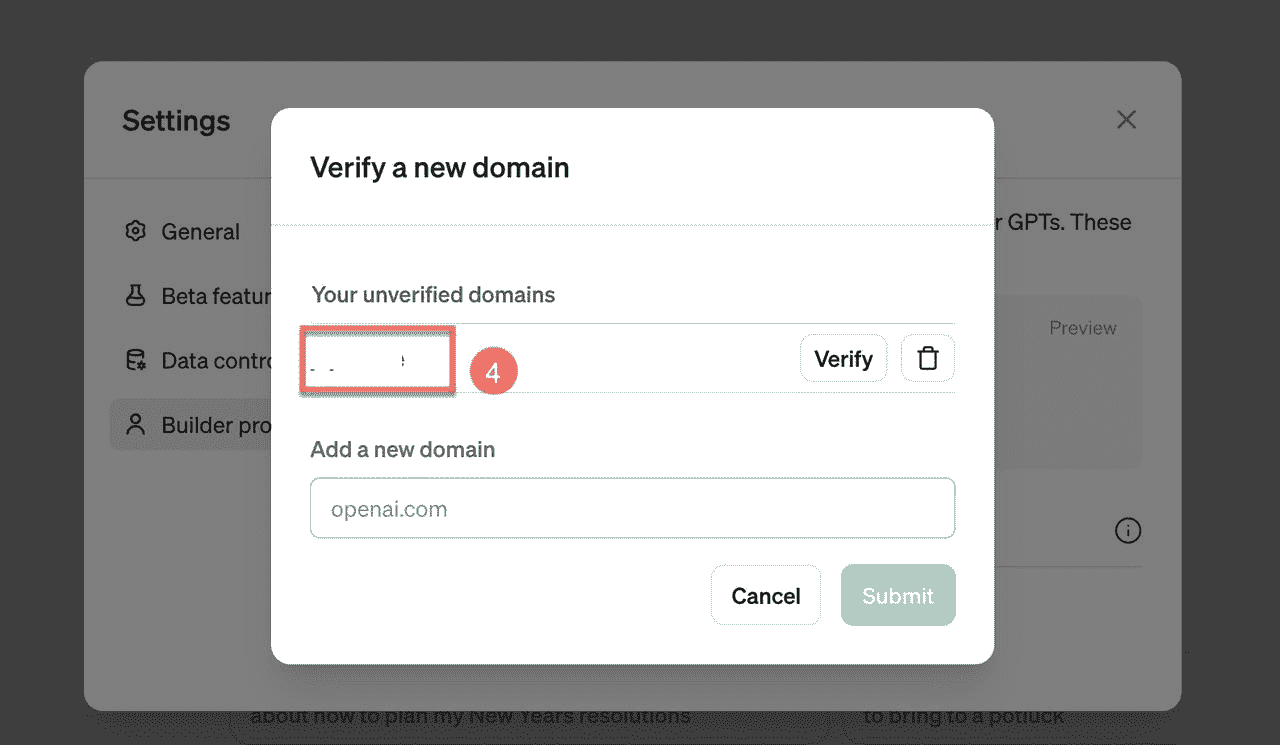 Settings
Verify a new domain
General
r GPTs. These
Beta featur
Your unverified domains
Preview
4
Verify
Data contro
Builder pro
Add a new domain
openai.com
Cancel
Submit
about how to plan my New Years resolutions
to bring to a potluck